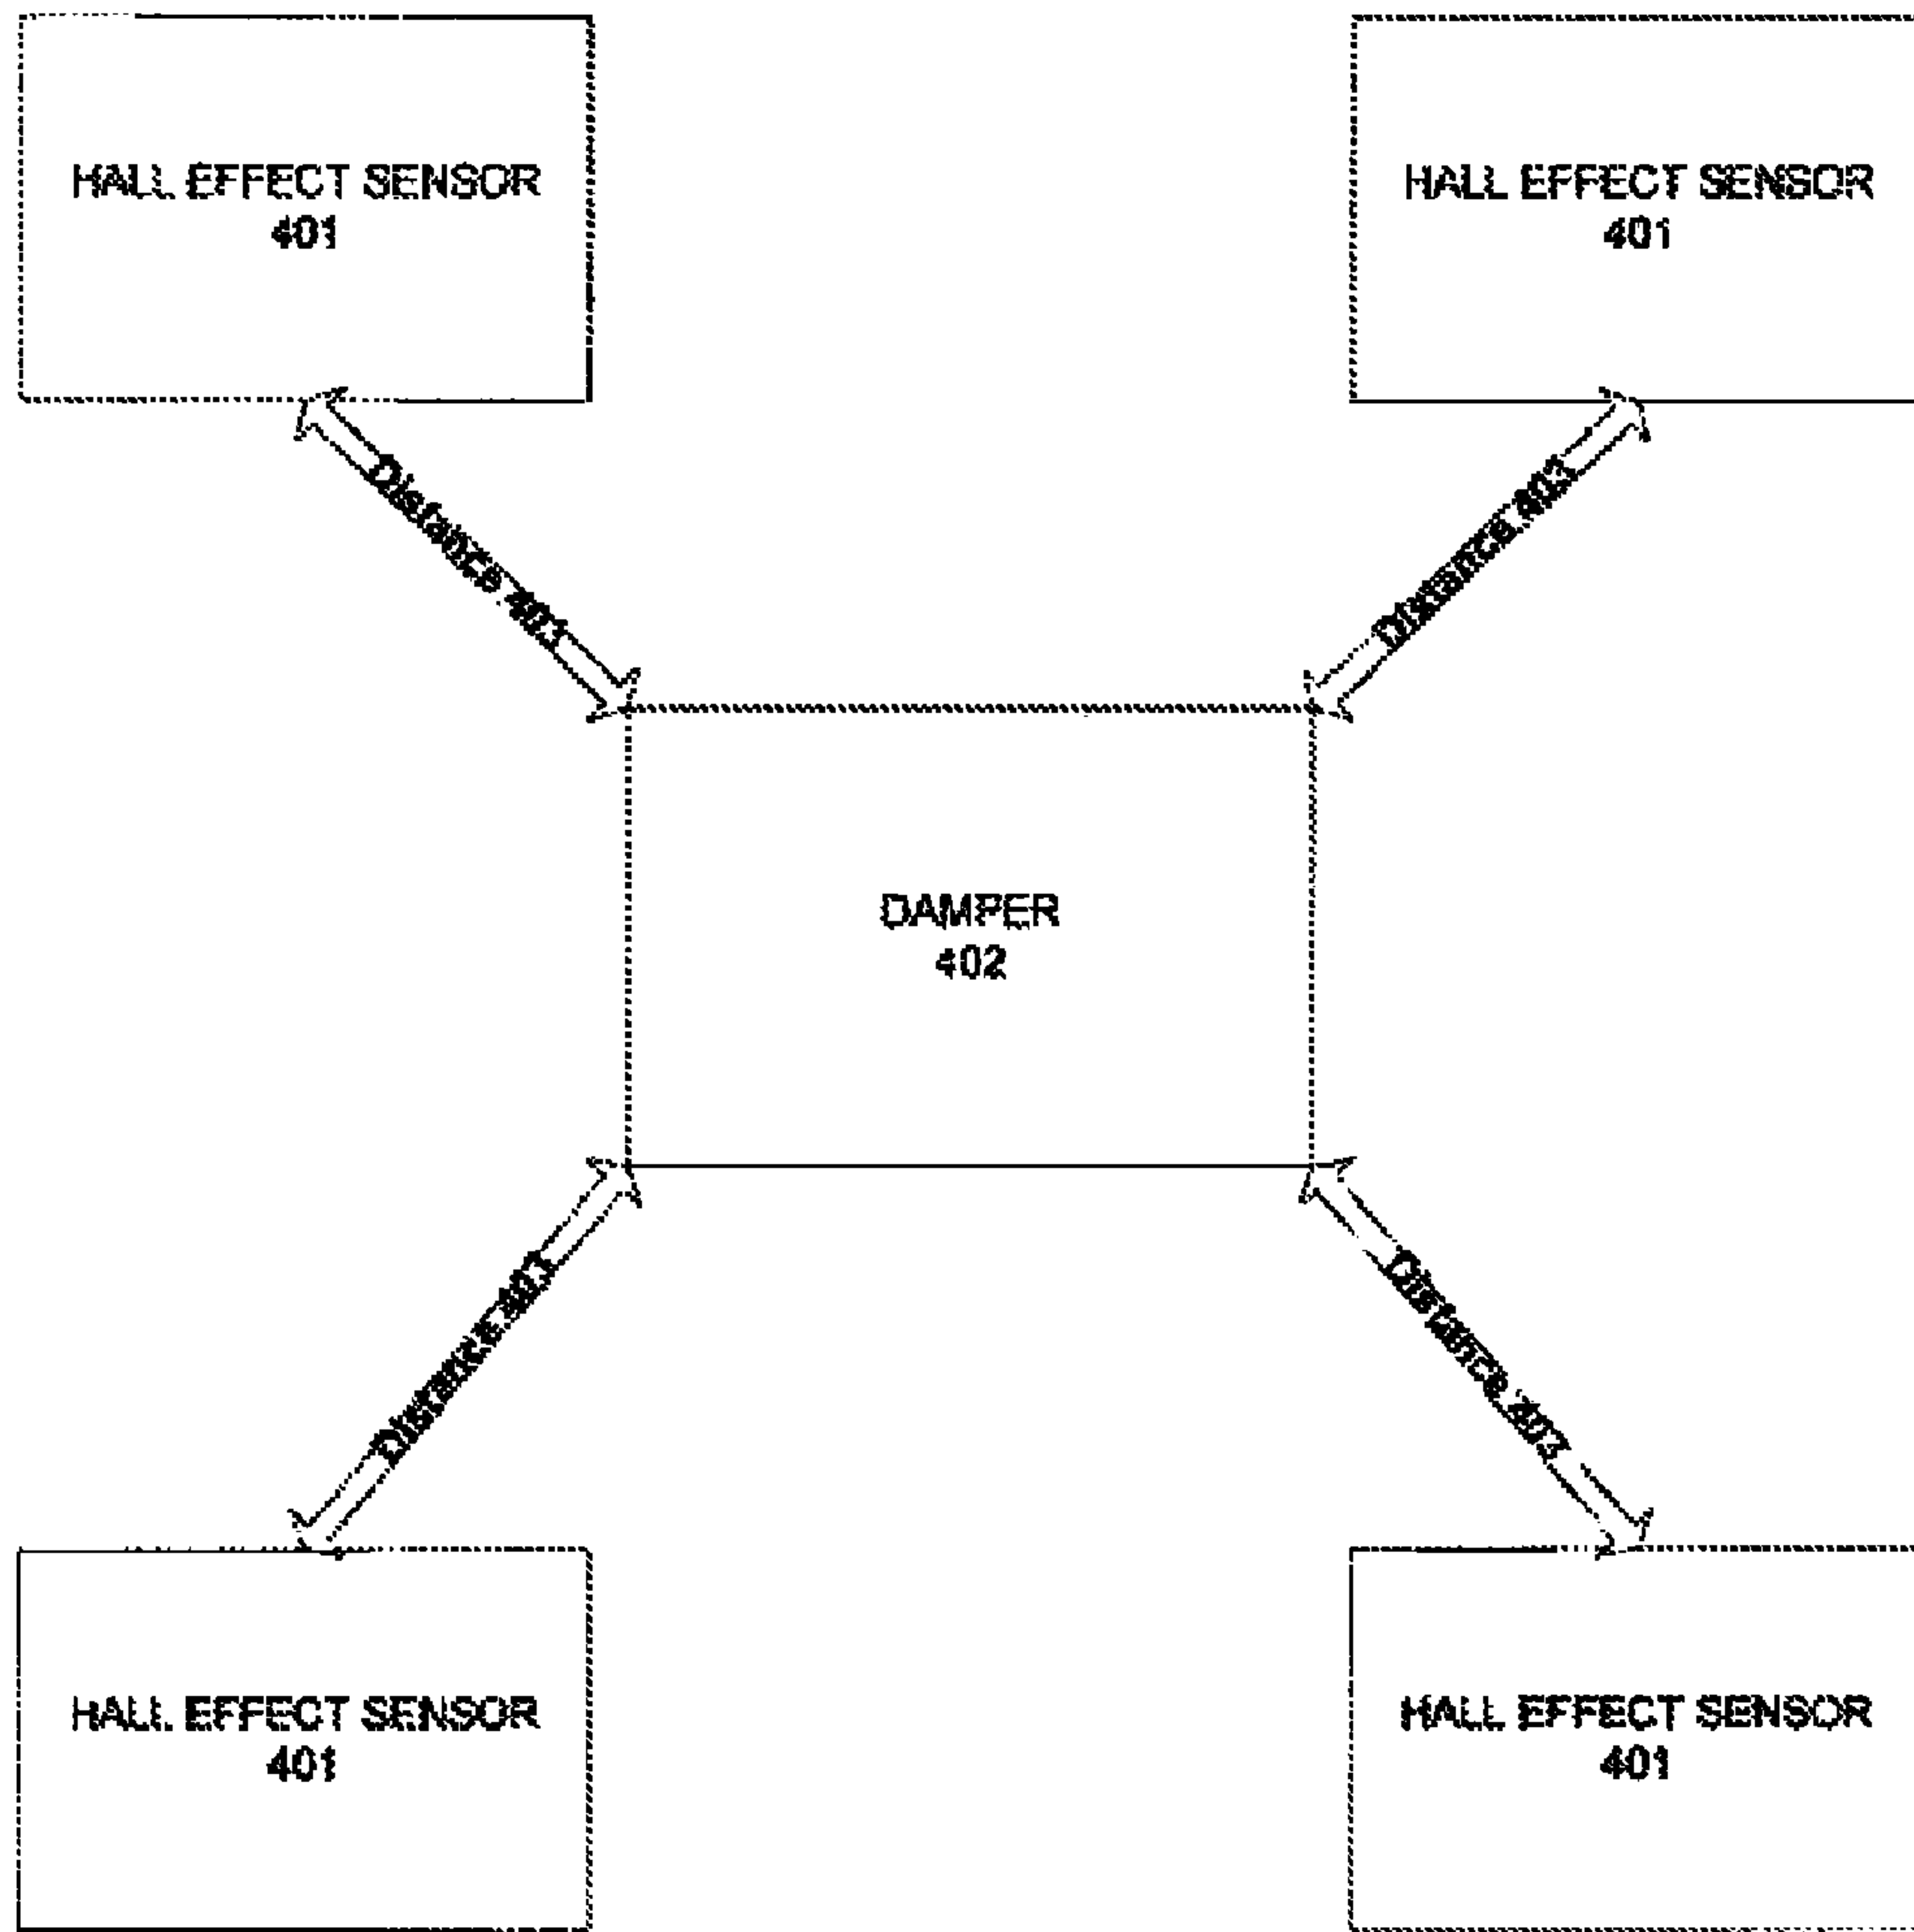 HALL EFFECT SENSOR
401
HALL EFFECT SENSOR
401
Distance 403
Distance 403
DAMPER
402
Distance 403
Distance
HALL EFFECT SENSOR
401
HALL EFFECT SENSOR
401